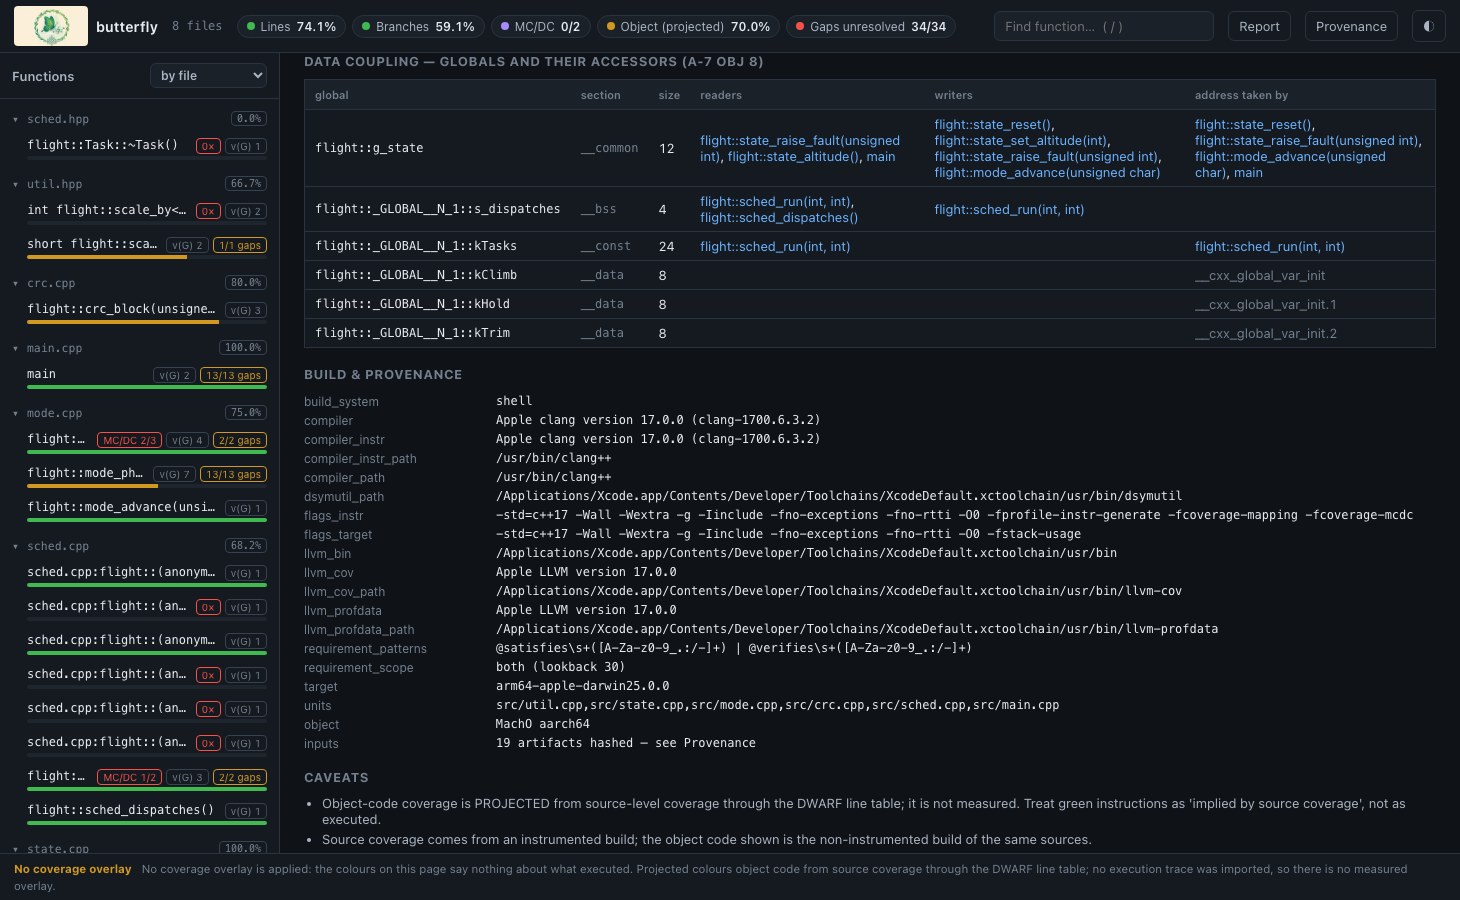 butterfly 8 files Lines 74.1% Branches 59.1% MC/DC 0/2 Object (projected) 70.0% Gaps unresolved 34/34 Find function... ( / ) Report Provenance
Functions by file
sched.hpp 0.0%
flight::Task::~Task() 0× v(G) 1
util.hpp 66.7%
int flight::scale_by<… 0× v(G) 2
short flight::sca… v(G) 2 1/1 gaps
crc.cpp 80.0%
flight::crc_block(unsigne… v(G) 3
main.cpp 100.0%
main v(G) 2 13/13 gaps
mode.cpp 75.0%
flight:… MC/DC 2/3 v(G) 4 2/2 gaps
flight::mode_ph… v(G) 7 13/13 gaps
flight::mode_advance(unsi… v(G) 1
sched.cpp 68.2%
sched.cpp:flight::(anonym… v(G) 1
sched.cpp:flight::(an… 0× v(G) 1
sched.cpp:flight::(anonym… v(G) 1
sched.cpp:flight::(an… 0× v(G) 1
sched.cpp:flight::(an… 0× v(G) 1
sched.cpp:flight::(an… 0× v(G) 1
flight:… MC/DC 1/2 v(G) 3 2/2 gaps
flight::sched_dispatches() v(G) 1
state.cpp 100.0%
DATA COUPLING — GLOBALS AND THEIR ACCESSORS (A-7 OBJ 8)
global section size readers writers address taken by
flight::g_state __common 12
flight::state_raise_fault(unsigned
int), flight::state_altitude(), main
flight::state_reset(),
flight::state_set_altitude(int),
flight::state_raise_fault(unsigned int),
flight::mode_advance(unsigned char)
flight::state_reset(),
flight::state_raise_fault(unsigned int),
flight::mode_advance(unsigned
char), main
flight::_GLOBAL__N_1::s_dispatches __bss 4
flight::sched_run(int, int),
flight::sched_dispatches()
flight::sched_run(int, int)
flight::_GLOBAL__N_1::kTasks __const 24 flight::sched_run(int, int) flight::sched_run(int, int)
flight::_GLOBAL__N_1::kClimb __data 8 __cxx_global_var_init
flight::_GLOBAL__N_1::kHold __data 8 __cxx_global_var_init.1
flight::_GLOBAL__N_1::kTrim __data 8 __cxx_global_var_init.2
BUILD & PROVENANCE
build_system shell
compiler Apple clang version 17.0.0 (clang-1700.6.3.2)
compiler_instr Apple clang version 17.0.0 (clang-1700.6.3.2)
compiler_instr_path /usr/bin/clang++
compiler_path /usr/bin/clang++
dsymutil_path /Applications/Xcode.app/Contents/Developer/Toolchains/XcodeDefault.xctoolchain/usr/bin/dsymutil
flags_instr -std=c++17 -Wall -Wextra -g -Iinclude -fno-exceptions -fno-rtti -O0 -fprofile-instr-generate -fcoverage-mapping -fcoverage-mcdc
flags_target -std=c++17 -Wall -Wextra -g -Iinclude -fno-exceptions -fno-rtti -O0 -fstack-usage
llvm_bin /Applications/Xcode.app/Contents/Developer/Toolchains/XcodeDefault.xctoolchain/usr/bin
llvm_cov Apple LLVM version 17.0.0
llvm_cov_path /Applications/Xcode.app/Contents/Developer/Toolchains/XcodeDefault.xctoolchain/usr/bin/llvm-cov
llvm_profdata Apple LLVM version 17.0.0
llvm_profdata_path /Applications/Xcode.app/Contents/Developer/Toolchains/XcodeDefault.xctoolchain/usr/bin/llvm-profdata
requirement_patterns @satisfies\s+([A-Za-z0-9_.:/-]+) | @verifies\s+([A-Za-z0-9_.:/-]+)
requirement_scope both (lookback 30)
target arm64-apple-darwin25.0.0
units src/util.cpp,src/state.cpp,src/mode.cpp,src/crc.cpp,src/sched.cpp,src/main.cpp
object MachO aarch64
inputs 19 artifacts hashed — see Provenance
CAVEATS
• Object-code coverage is PROJECTED from source-level coverage through the DWARF line table; it is not measured. Treat green instructions as 'implied by source coverage', not as
executed.
• Source coverage comes from an instrumented build; the object code shown is the non-instrumented build of the same sources.
No coverage overlay No coverage overlay is applied: the colours on this page say nothing about what executed. Projected colours object code from source coverage through the DWARF line table; no execution trace was imported, so there is no measured
overlay.